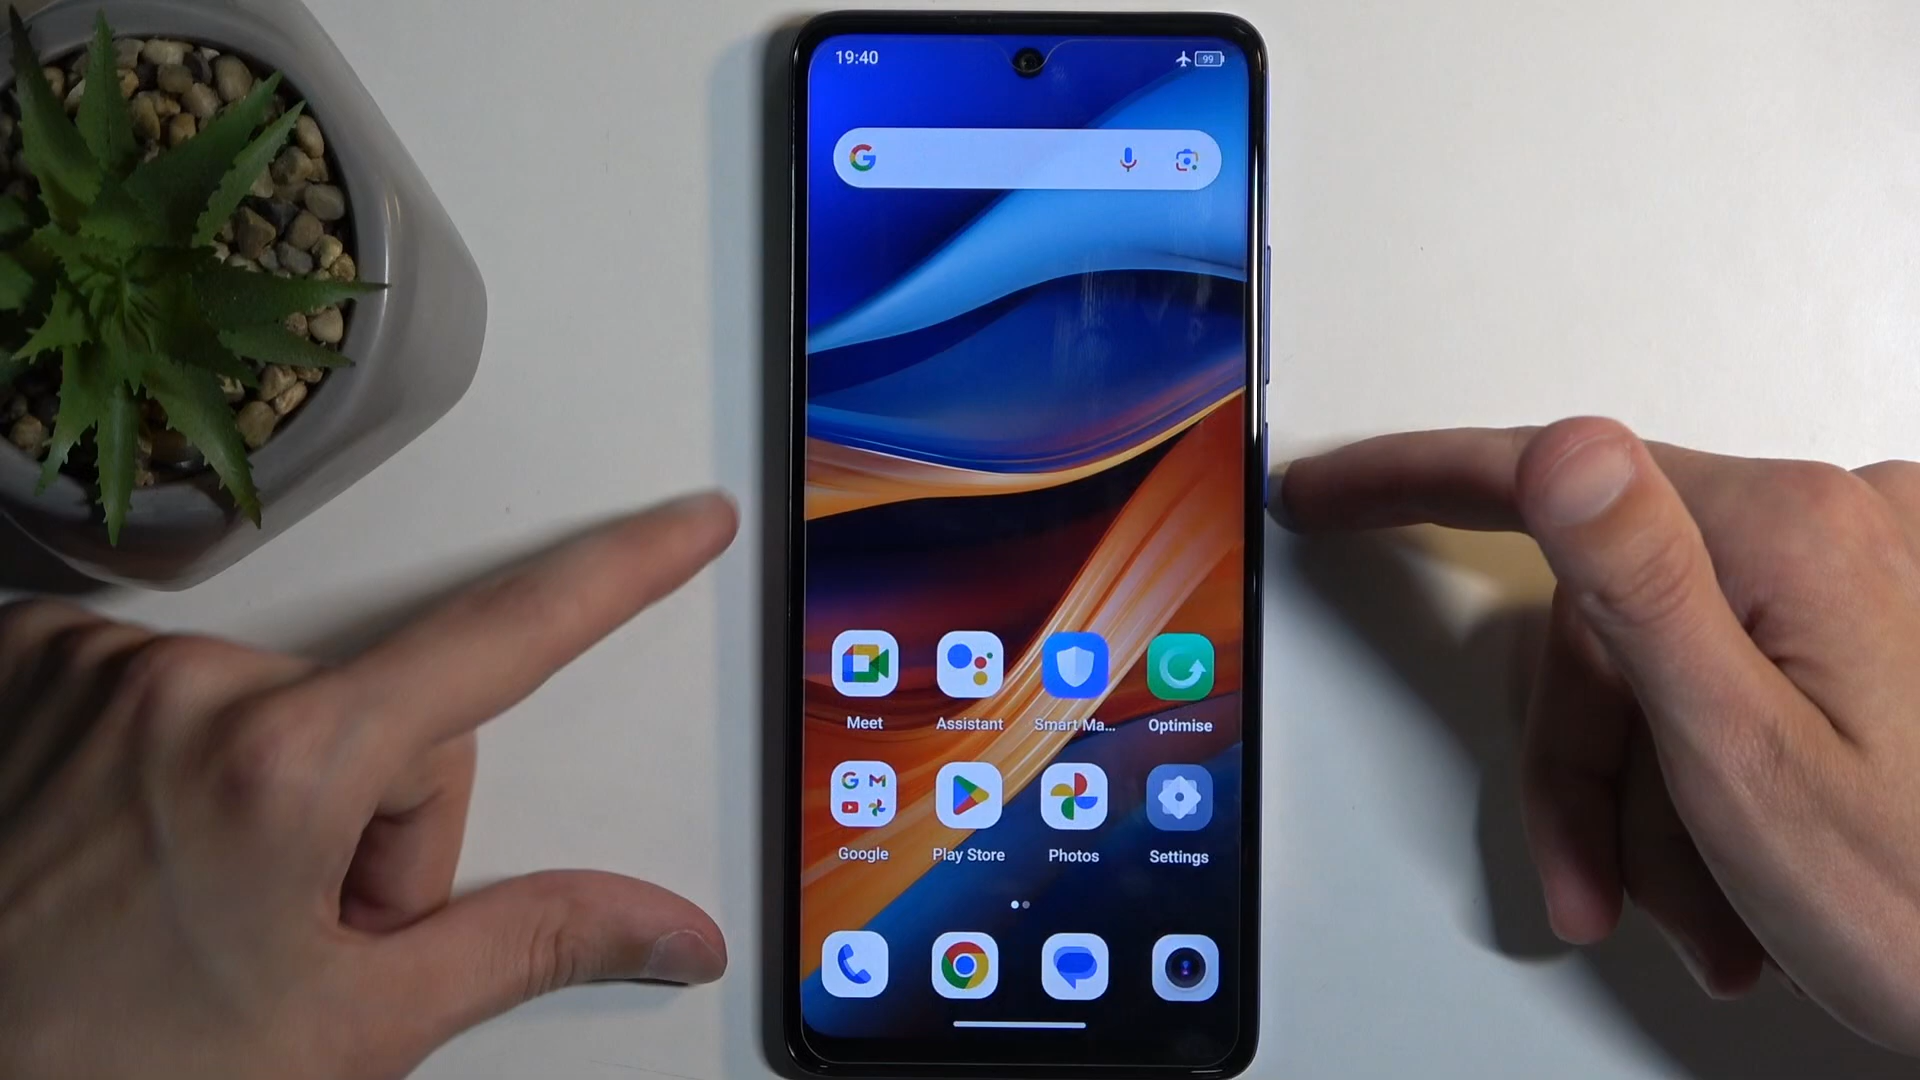 19:40
99
Meet
Assistant
Smart Ma...
Optimise
Google
Play Store
Photos
Settings